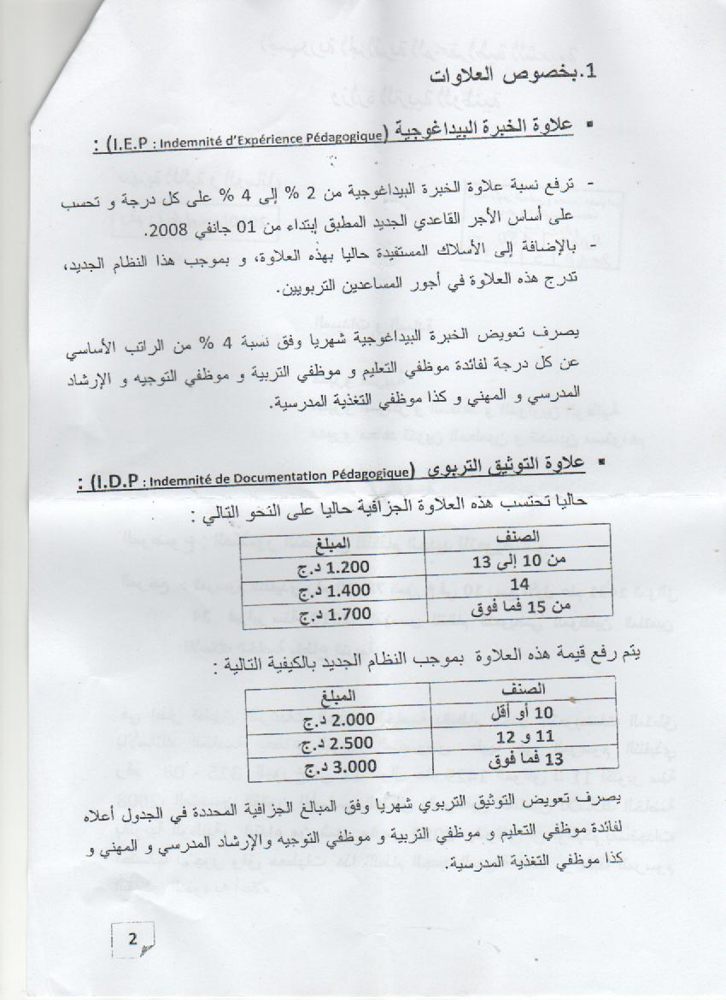 1.بخصوص العلاوات
▪ علاوة الخبرة البيداغوجية (I.E.P : Indemnité d'Expérience Pédagogique) :
- ترفع نسبة علاوة الخبرة البيداغوجية من 2 % إلى 4 % على كل درجة و تحسب
على أساس الأجر القاعدي الجديد المطبق إبتداء من 01 جانفي 2008.
- بالإضافة إلى الأسلاك المستفيدة حاليا بهذه العلاوة، و بموجب هذا النظام الجديد،
تدرج هذه العلاوة في أجور المساعدين التربويين.
يصرف تعويض الخبرة البيداغوجية شهريا وفق نسبة 4 % من الراتب الأساسي
عن كل درجة لفائدة موظفي التعليم و موظفي التربية و موظفي التوجيه و الإرشاد
المدرسي و المهني و كذا موظفي التغذية المدرسية.
▪ علاوة التوثيق التربوي (I.D.P : Indemnité de Documentation Pédagogique) :
حاليا تحتسب هذه العلاوة الجزافية حاليا على النحو التالي :
الصنف المبلغ
من 10 إلى 13 1.200 د.ج
14 1.400 د.ج
من 15 فما فوق 1.700 د.ج
يتم رفع قيمة هذه العلاوة بموجب النظام الجديد بالكيفية التالية :
الصنف المبلغ
10 أو أقل 2.000 د.ج
11 و 12 2.500 د.ج
13 فما فوق 3.000 د.ج
يصرف تعويض التوثيق التربوي شهريا وفق المبالغ الجزافية المحددة في الجدول أعلاه
لفائدة موظفي التعليم و موظفي التربية و موظفي التوجيه والإرشاد المدرسي و المهني و
كذا موظفي التغذية المدرسية.
2